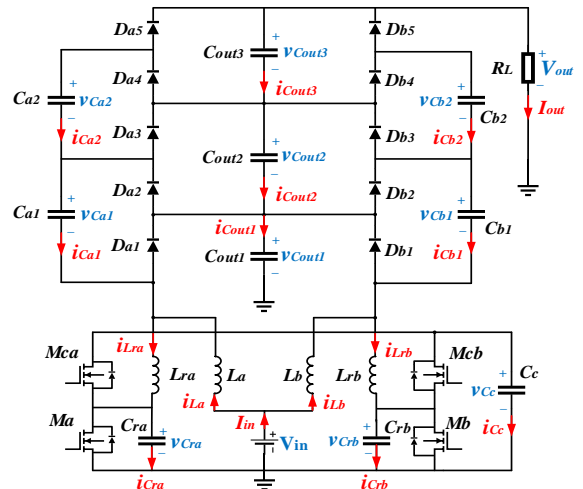 Da5 Db5
+ Cout3 + vCout3 − RL + Vout −
Ca2 + vCa2 − Da4 Db4 + vCb2 − Cb2
iCout3 Iout
iCa2 Da3 Db3 iCb2
Cout2 + vCout2 −
Ca1 + vCa1 − Da2 iCout2 Db2 + vCb1 − Cb1
iCout1
iCa1 Da1 Cout1 + vCout1 − Db1 iCb1
Mca iLra Lra La Lb Lrb iLrb Mcb Cc
iLa iLb + vCc −
Ma Cra + vCra − Iin Vin + − + vCrb − Crb Mb iCc
iCra iCrb